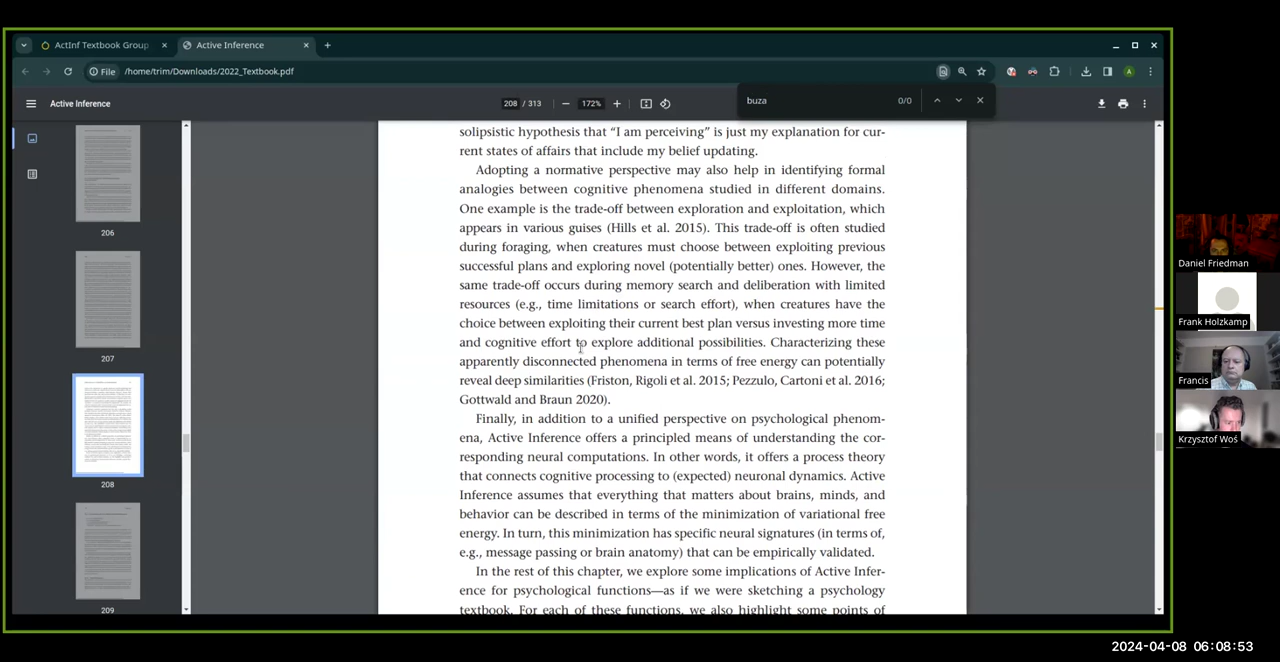 ActInf Textbook Group
Active Inference
File
/home/trim/Downloads/2022_Textbook.pdf
A
Active Inference
208 / 313
172%
buza
0/0
206
207
208
209
solipsistic hypothesis that “I am perceiving” is just my explanation for cur-
rent states of affairs that include my belief updating.
Adopting a normative perspective may also help in identifying formal
analogies between cognitive phenomena studied in different domains.
One example is the trade-off between exploration and exploitation, which
appears in various guises (Hills et al. 2015). This trade-off is often studied
during foraging, when creatures must choose between exploiting previous
successful plans and exploring novel (potentially better) ones. However, the
same trade-off occurs during memory search and deliberation with limited
resources (e.g., time limitations or search effort), when creatures have the
choice between exploiting their current best plan versus investing more time
and cognitive effort to explore additional possibilities. Characterizing these
apparently disconnected phenomena in terms of free energy can potentially
reveal deep similarities (Friston, Rigoli et al. 2015; Pezzulo, Cartoni et al. 2016;
Gottwald and Braun 2020).
Finally, in addition to a unified perspective on psychological phenom-
ena, Active Inference offers a principled means of understanding the cor-
responding neural computations. In other words, it offers a process theory
that connects cognitive processing to (expected) neuronal dynamics. Active
Inference assumes that everything that matters about brains, minds, and
behavior can be described in terms of the minimization of variational free
energy. In turn, this minimization has specific neural signatures (in terms of,
e.g., message passing or brain anatomy) that can be empirically validated.
In the rest of this chapter, we explore some implications of Active Infer-
ence for psychological functions—as if we were sketching a psychology
textbook. For each of these functions, we also highlight some points of
Daniel Friedman
Frank Holzkamp
Francis
Krzysztof Woś
2024-04-08 06:08:53